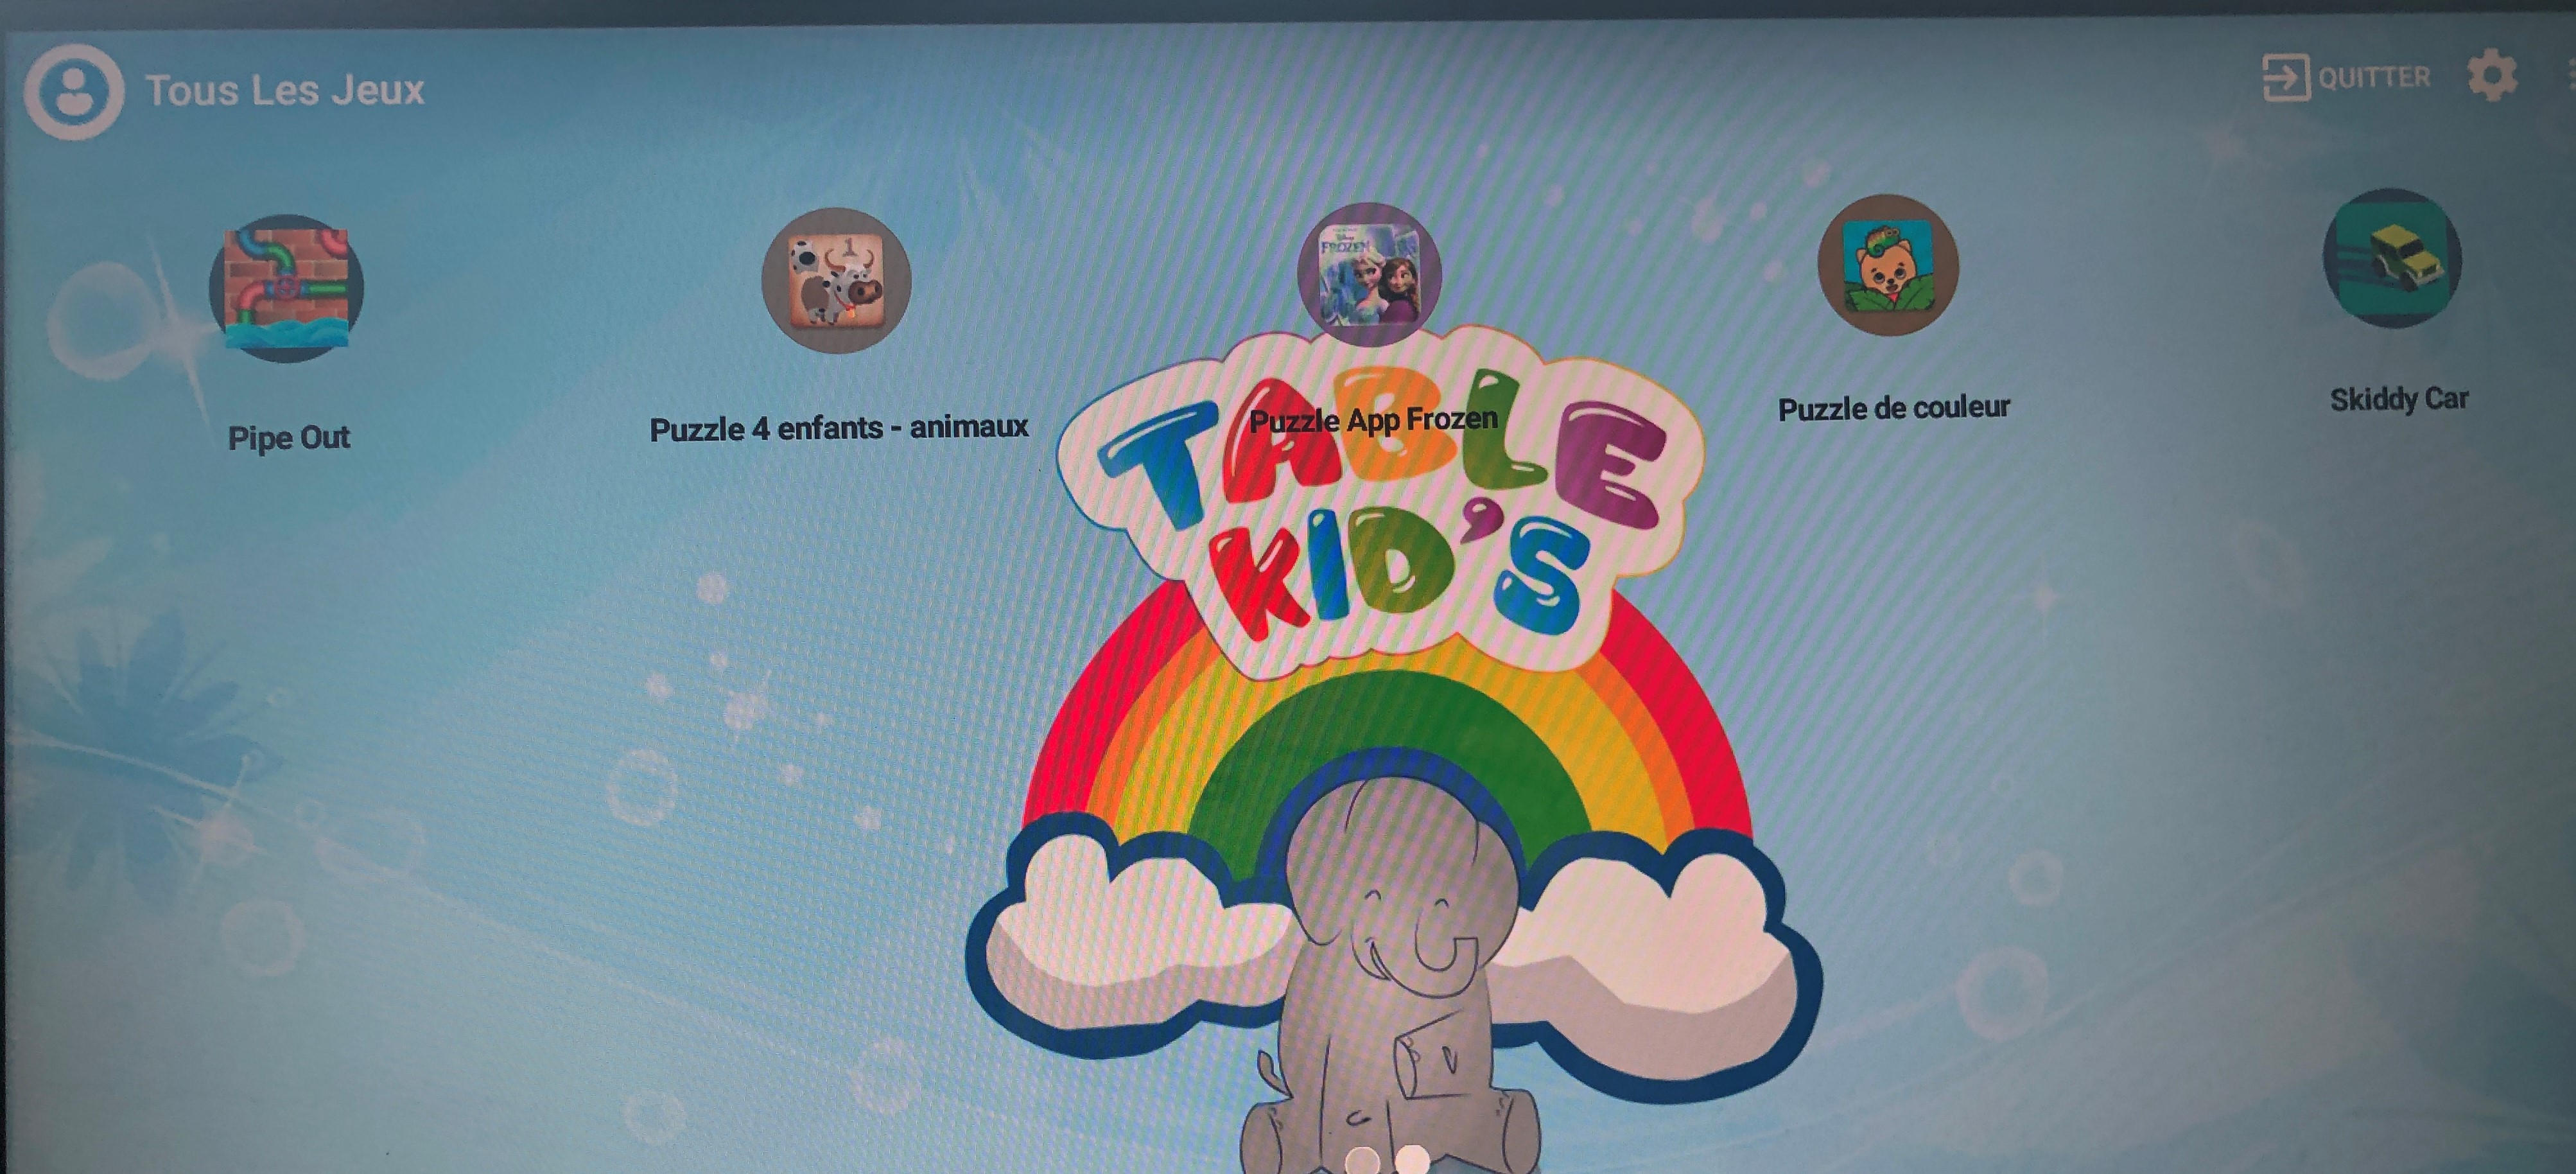 Tous Les Jeux
QUITTER
Pipe Out
Puzzle 4 enfants - animaux
1
FROZEN
Puzzle App Frozen
Puzzle de couleur
Skiddy Car
TABLE
KID'S